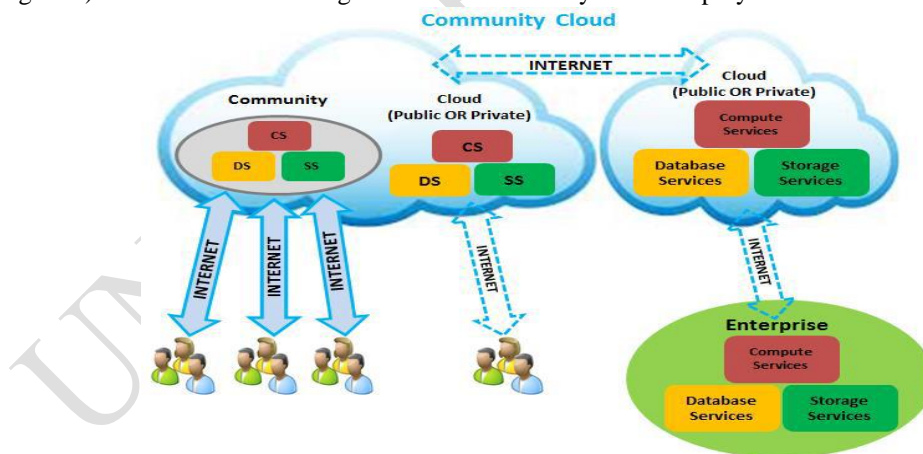 Community Cloud
INTERNET
Community
CS
DS
SS
Cloud
(Public OR Private)
CS
DS
SS
Cloud
(Public OR Private)
Compute
Services
Database
Services
Storage
Services
INTERNET
INTERNET
INTERNET
INTERNET
INTERNET
Enterprise
Compute
Services
Database
Services
Storage
Services